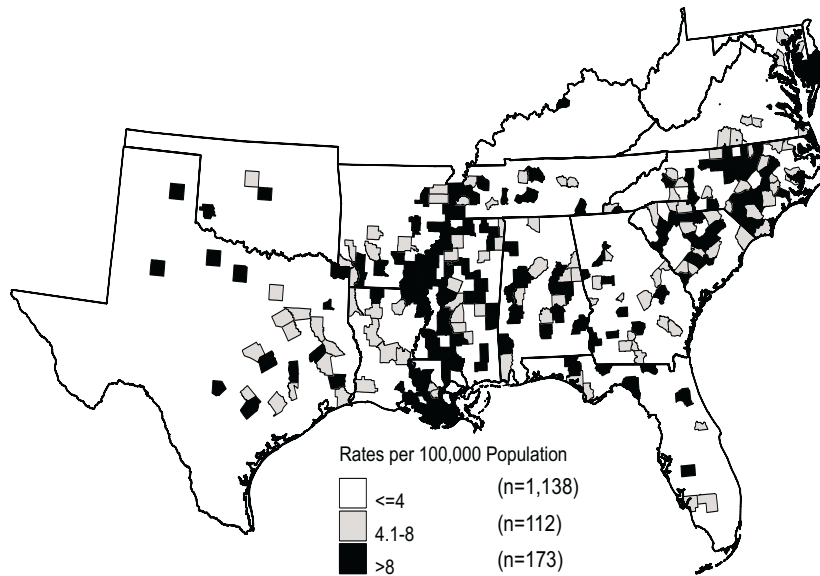 Rates per 100,000 Population
<=4 (n=1,138)
4.1-8 (n=112)
>8 (n=173)